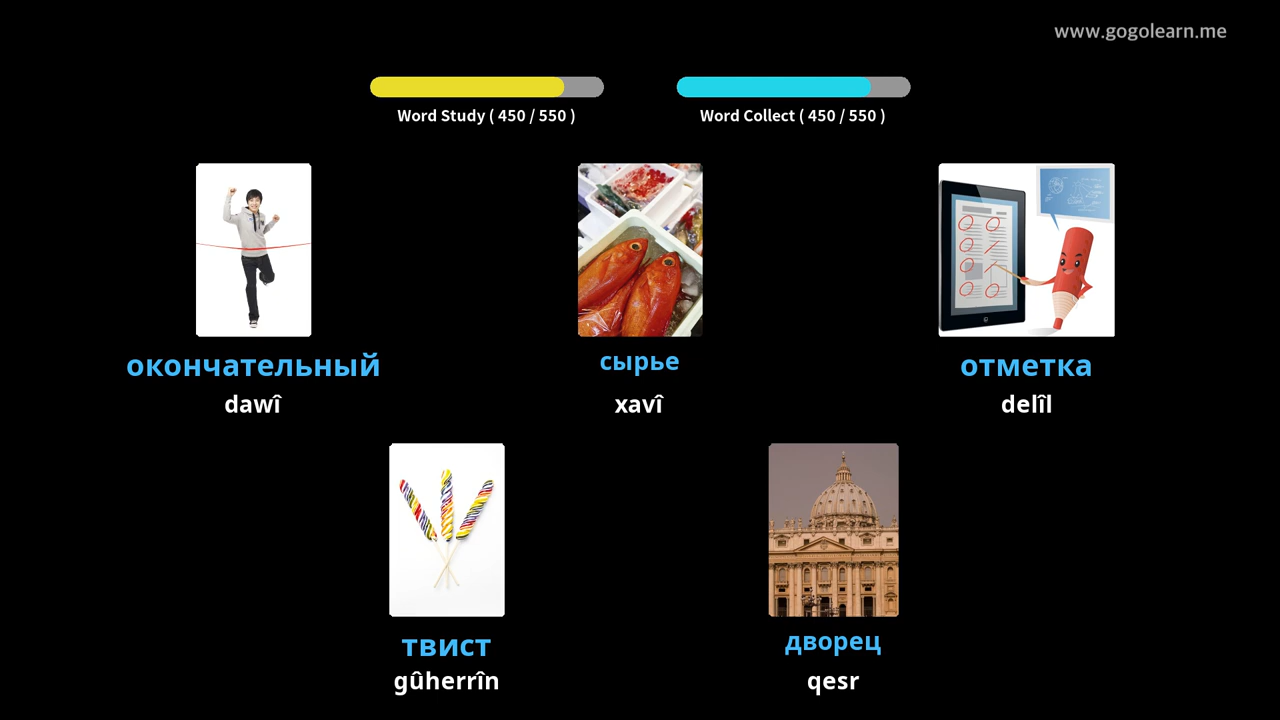 www.gogolearn.me
Word Study ( 450 / 550 )
Word Collect ( 450 / 550 )
окончательный
dawî
сырье
xavî
отметка
delîl
твист
gûherrîn
дворец
qesr